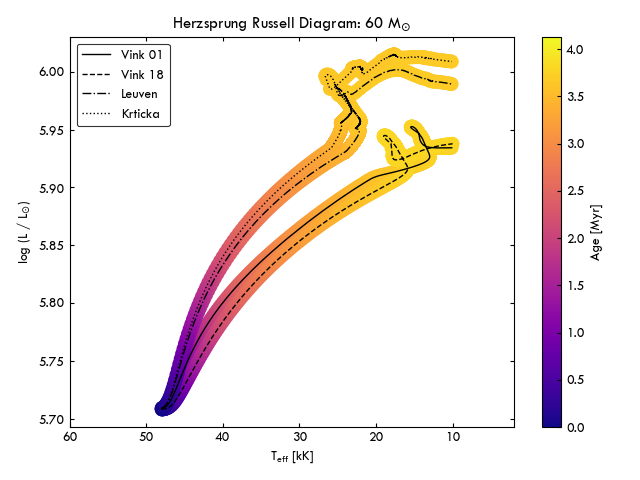 Herzsprung Russell Diagram: 60 M⊙
Vink 01
Vink 18
Leuven
Krticka
log (L / L⊙)
6.00
5.95
5.90
5.85
5.80
5.75
5.70
60 50 40 30 20 10
T_eff [kK]
4.0
3.5
3.0
2.5
2.0
1.5
1.0
0.5
0.0
Age [Myr]